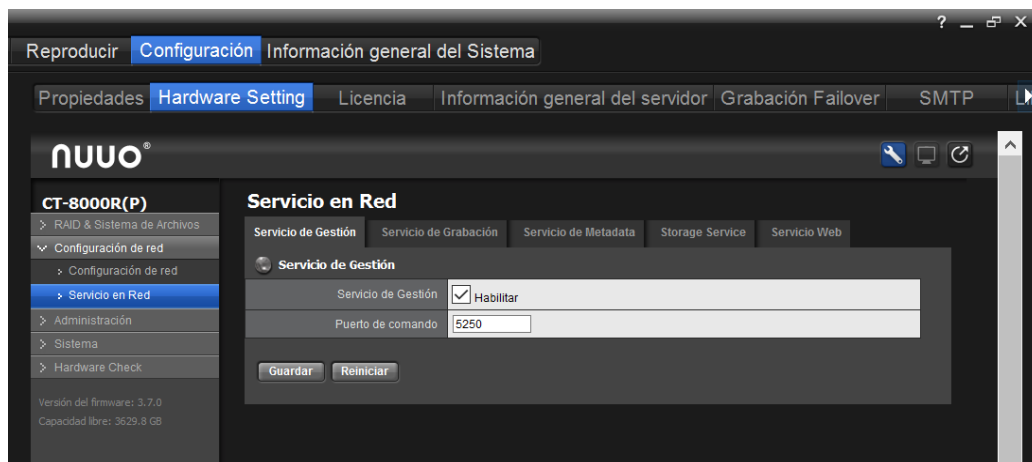 Reproducir Configuración Información general del Sistema
Propiedades Hardware Setting Licencia Información general del servidor Grabación Failover SMTP
nuuo®
CT-8000R(P)
RAID & Sistema de Archivos
Configuración de red
Configuración de red
Servicio en Red
Administración
Sistema
Hardware Check
Versión del firmware: 3.7.0
Capacidad libre: 3629.8 GB
Servicio en Red
Servicio de Gestión Servicio de Grabación Servicio de Metadata Storage Service Servicio Web
Servicio de Gestión
Servicio de Gestión Habilitar
Puerto de comando 5250
Guardar Reiniciar